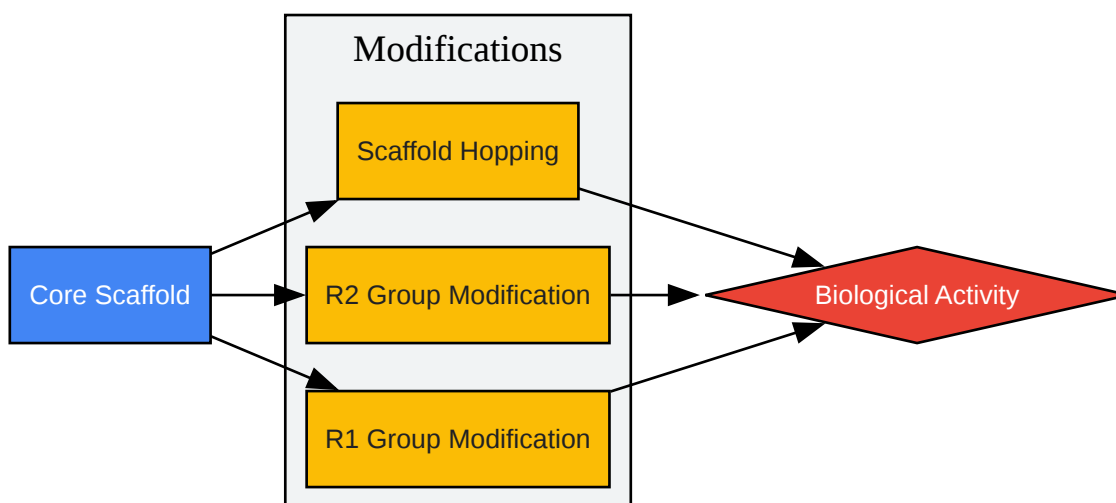 Modifications
Scaffold Hopping
Core Scaffold
R2 Group Modification
Biological Activity
R1 Group Modification